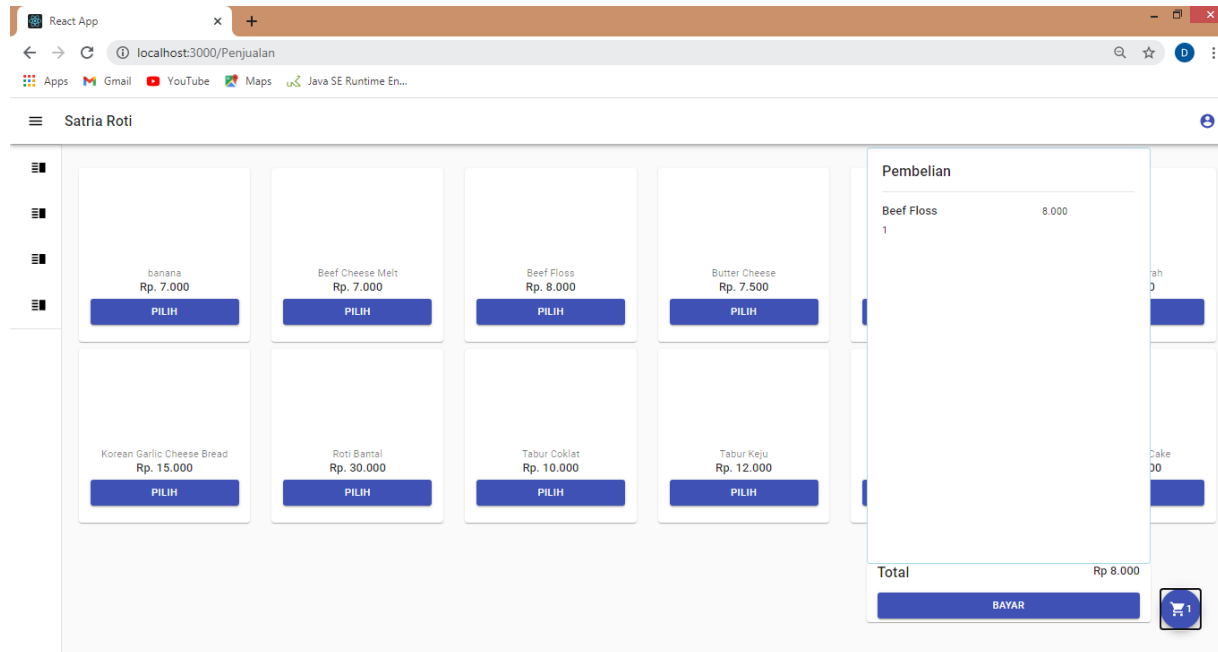 React App
localhost:3000/Penjualan
D
Apps
Gmail
YouTube
Maps
Java SE Runtime En...
Satria Roti
banana
Rp. 7.000
PILIH
Beef Cheese Melt
Rp. 7.000
PILIH
Beef Floss
Rp. 8.000
PILIH
Butter Cheese
Rp. 7.500
PILIH
Korean Garlic Cheese Bread
Rp. 15.000
PILIH
Roti Bantal
Rp. 30.000
PILIH
Tabur Coklat
Rp. 10.000
PILIH
Tabur Keju
Rp. 12.000
PILIH
Cake
Pembelian
Beef Floss 8.000
1
Total Rp 8.000
BAYAR
1